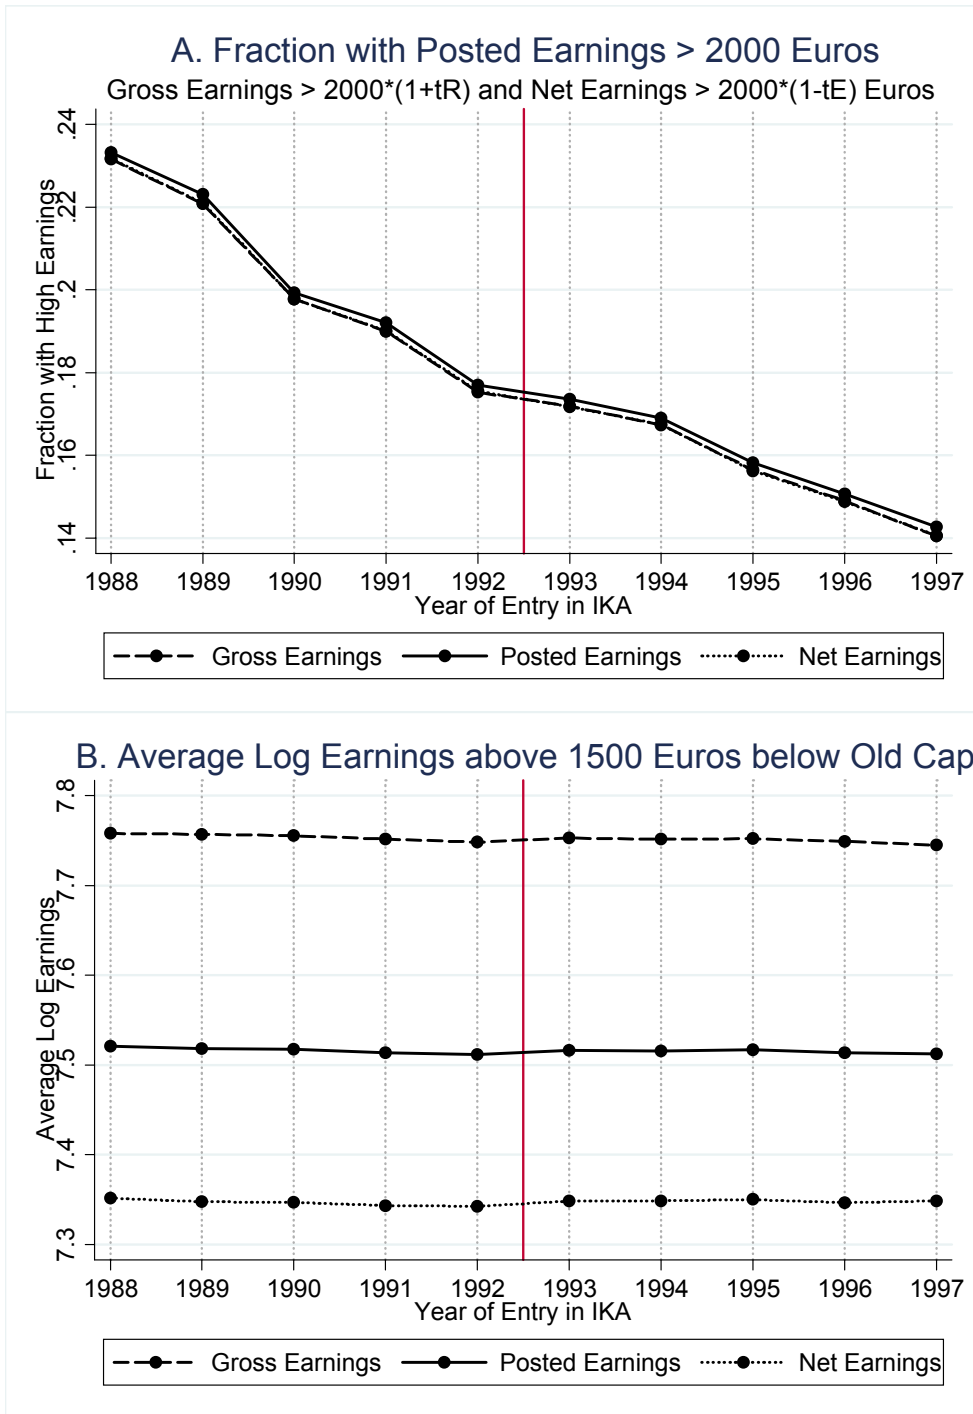 A. Fraction with Posted Earnings > 2000 Euros
Gross Earnings > 2000*(1+tR) and Net Earnings > 2000*(1-tE) Euros
Fraction with High Earnings
.24
.22
.2
.18
.16
.14
1988 1989 1990 1991 1992 1993 1994 1995 1996 1997
Year of Entry in IKA
Gross Earnings Posted Earnings Net Earnings
B. Average Log Earnings above 1500 Euros below Old Cap
Average Log Earnings
7.8
7.7
7.6
7.5
7.4
7.3
1988 1989 1990 1991 1992 1993 1994 1995 1996 1997
Year of Entry in IKA
Gross Earnings Posted Earnings Net Earnings